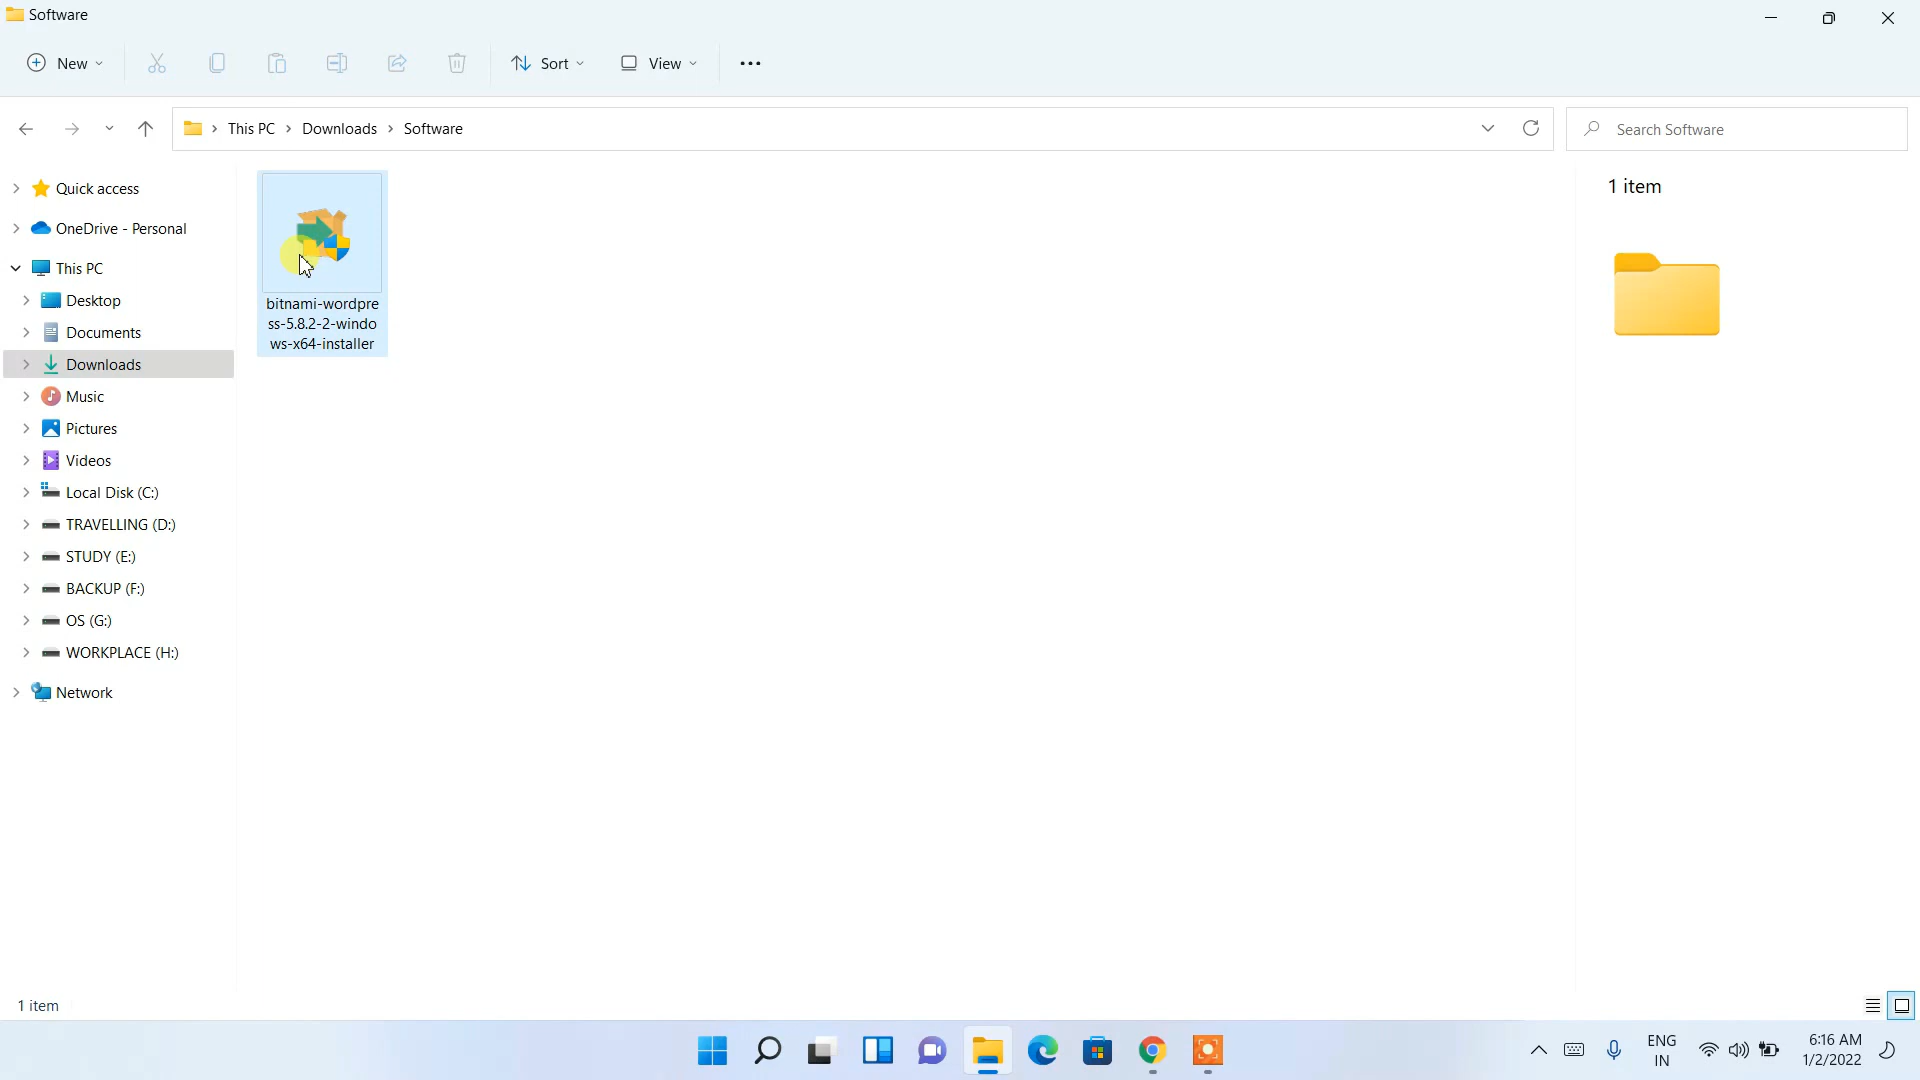 Software
New
Sort
View
This PC
Downloads
Software
Search Software
Quick access
OneDrive - Personal
This PC
Desktop
Documents
Downloads
Music
Pictures
Videos
Local Disk (C:)
TRAVELLING (D:)
STUDY (E:)
BACKUP (F:)
OS (G:)
WORKPLACE (H:)
Network
bitnami-wordpre
ss-5.8.2-2-windo
ws-x64-installer
1 item
1 item
ENG
IN
6:16 AM
1/2/2022